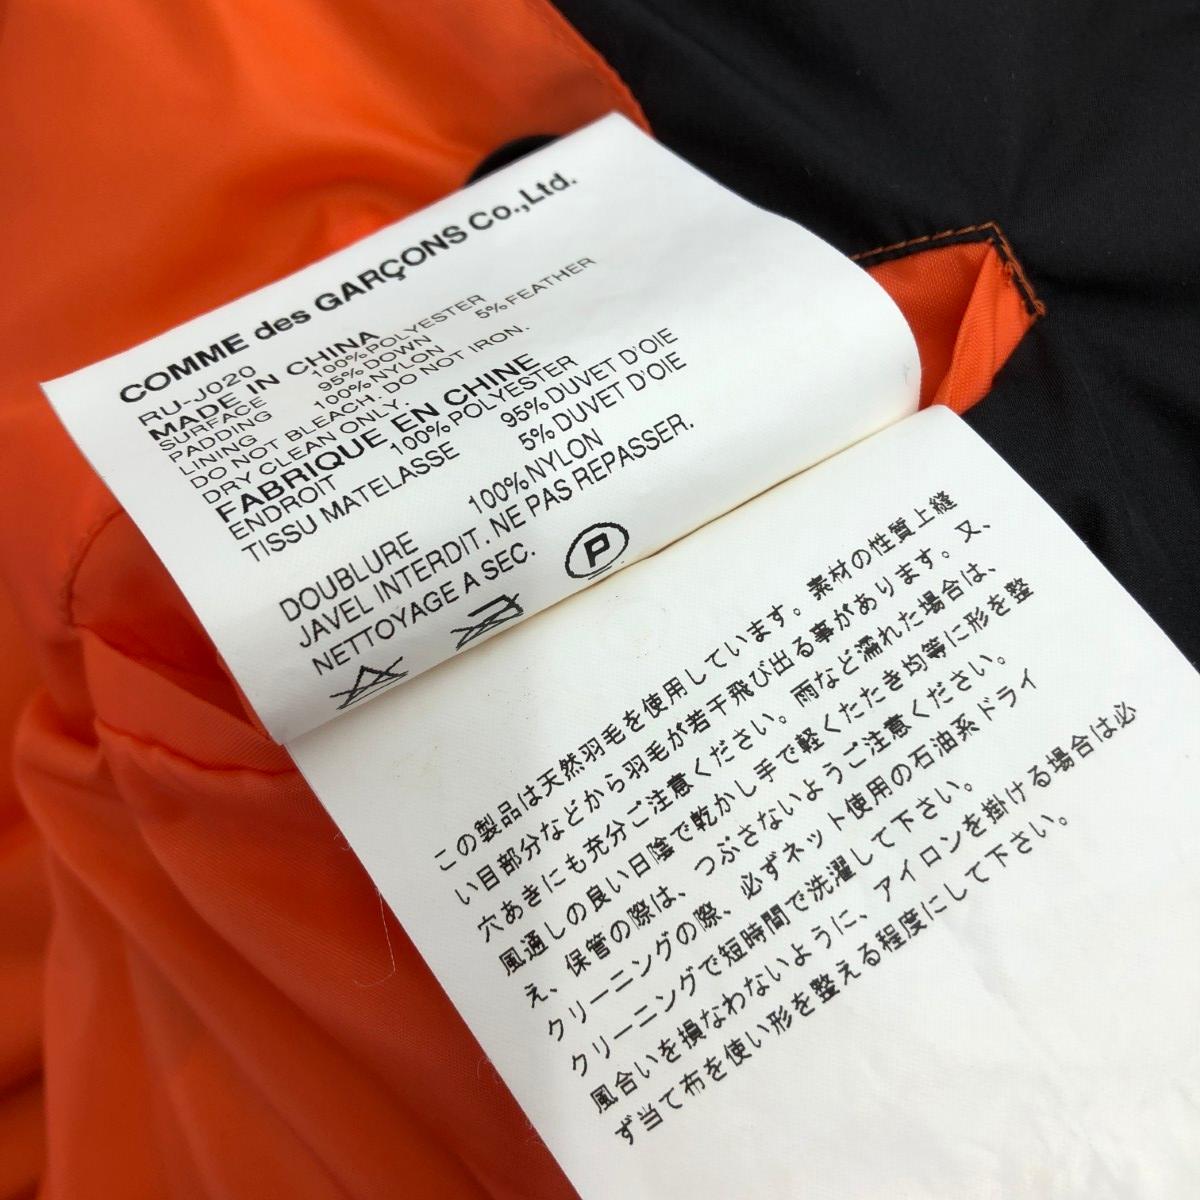 COMME des GARÇONS Co.,Ltd.
RU-J020
MADE IN CHINA
SURFACE 100%POLYESTER
PADDING 95%DOWN 5%FEATHER
LINING 100%NYLON
DO NOT BLEACH. DO NOT IRON.
DRY CLEAN ONLY.
FABRIQUE EN CHINE
ENDROIT 100%POLYESTER
TISSU MATELASSE 95%DUVET D'OIE
5%DUVET D'OIE
DOUBLURE 100%NYLON
JAVEL INTERDIT. NE PAS REPASSER.
NETTOYAGE A SEC.
P
この製品は天然羽毛を使用しています。素材の性質上縫
い目部分などから羽毛が若干飛び出る事があります。又、
穴あきにも充分ご注意ください。雨など濡れた場合は、
風通しの良い日陰で乾かし手で軽くたたき均等に形を整
え、保管の際は、つぶさないようご注意ください。
クリーニングの際、必ずネット使用の石油系ドライ
クリーニングで短時間で洗濯して下さい。
風合いを損なわないように、アイロンを掛ける場合は必
ず当て布を使い形を整える程度にして下さい。